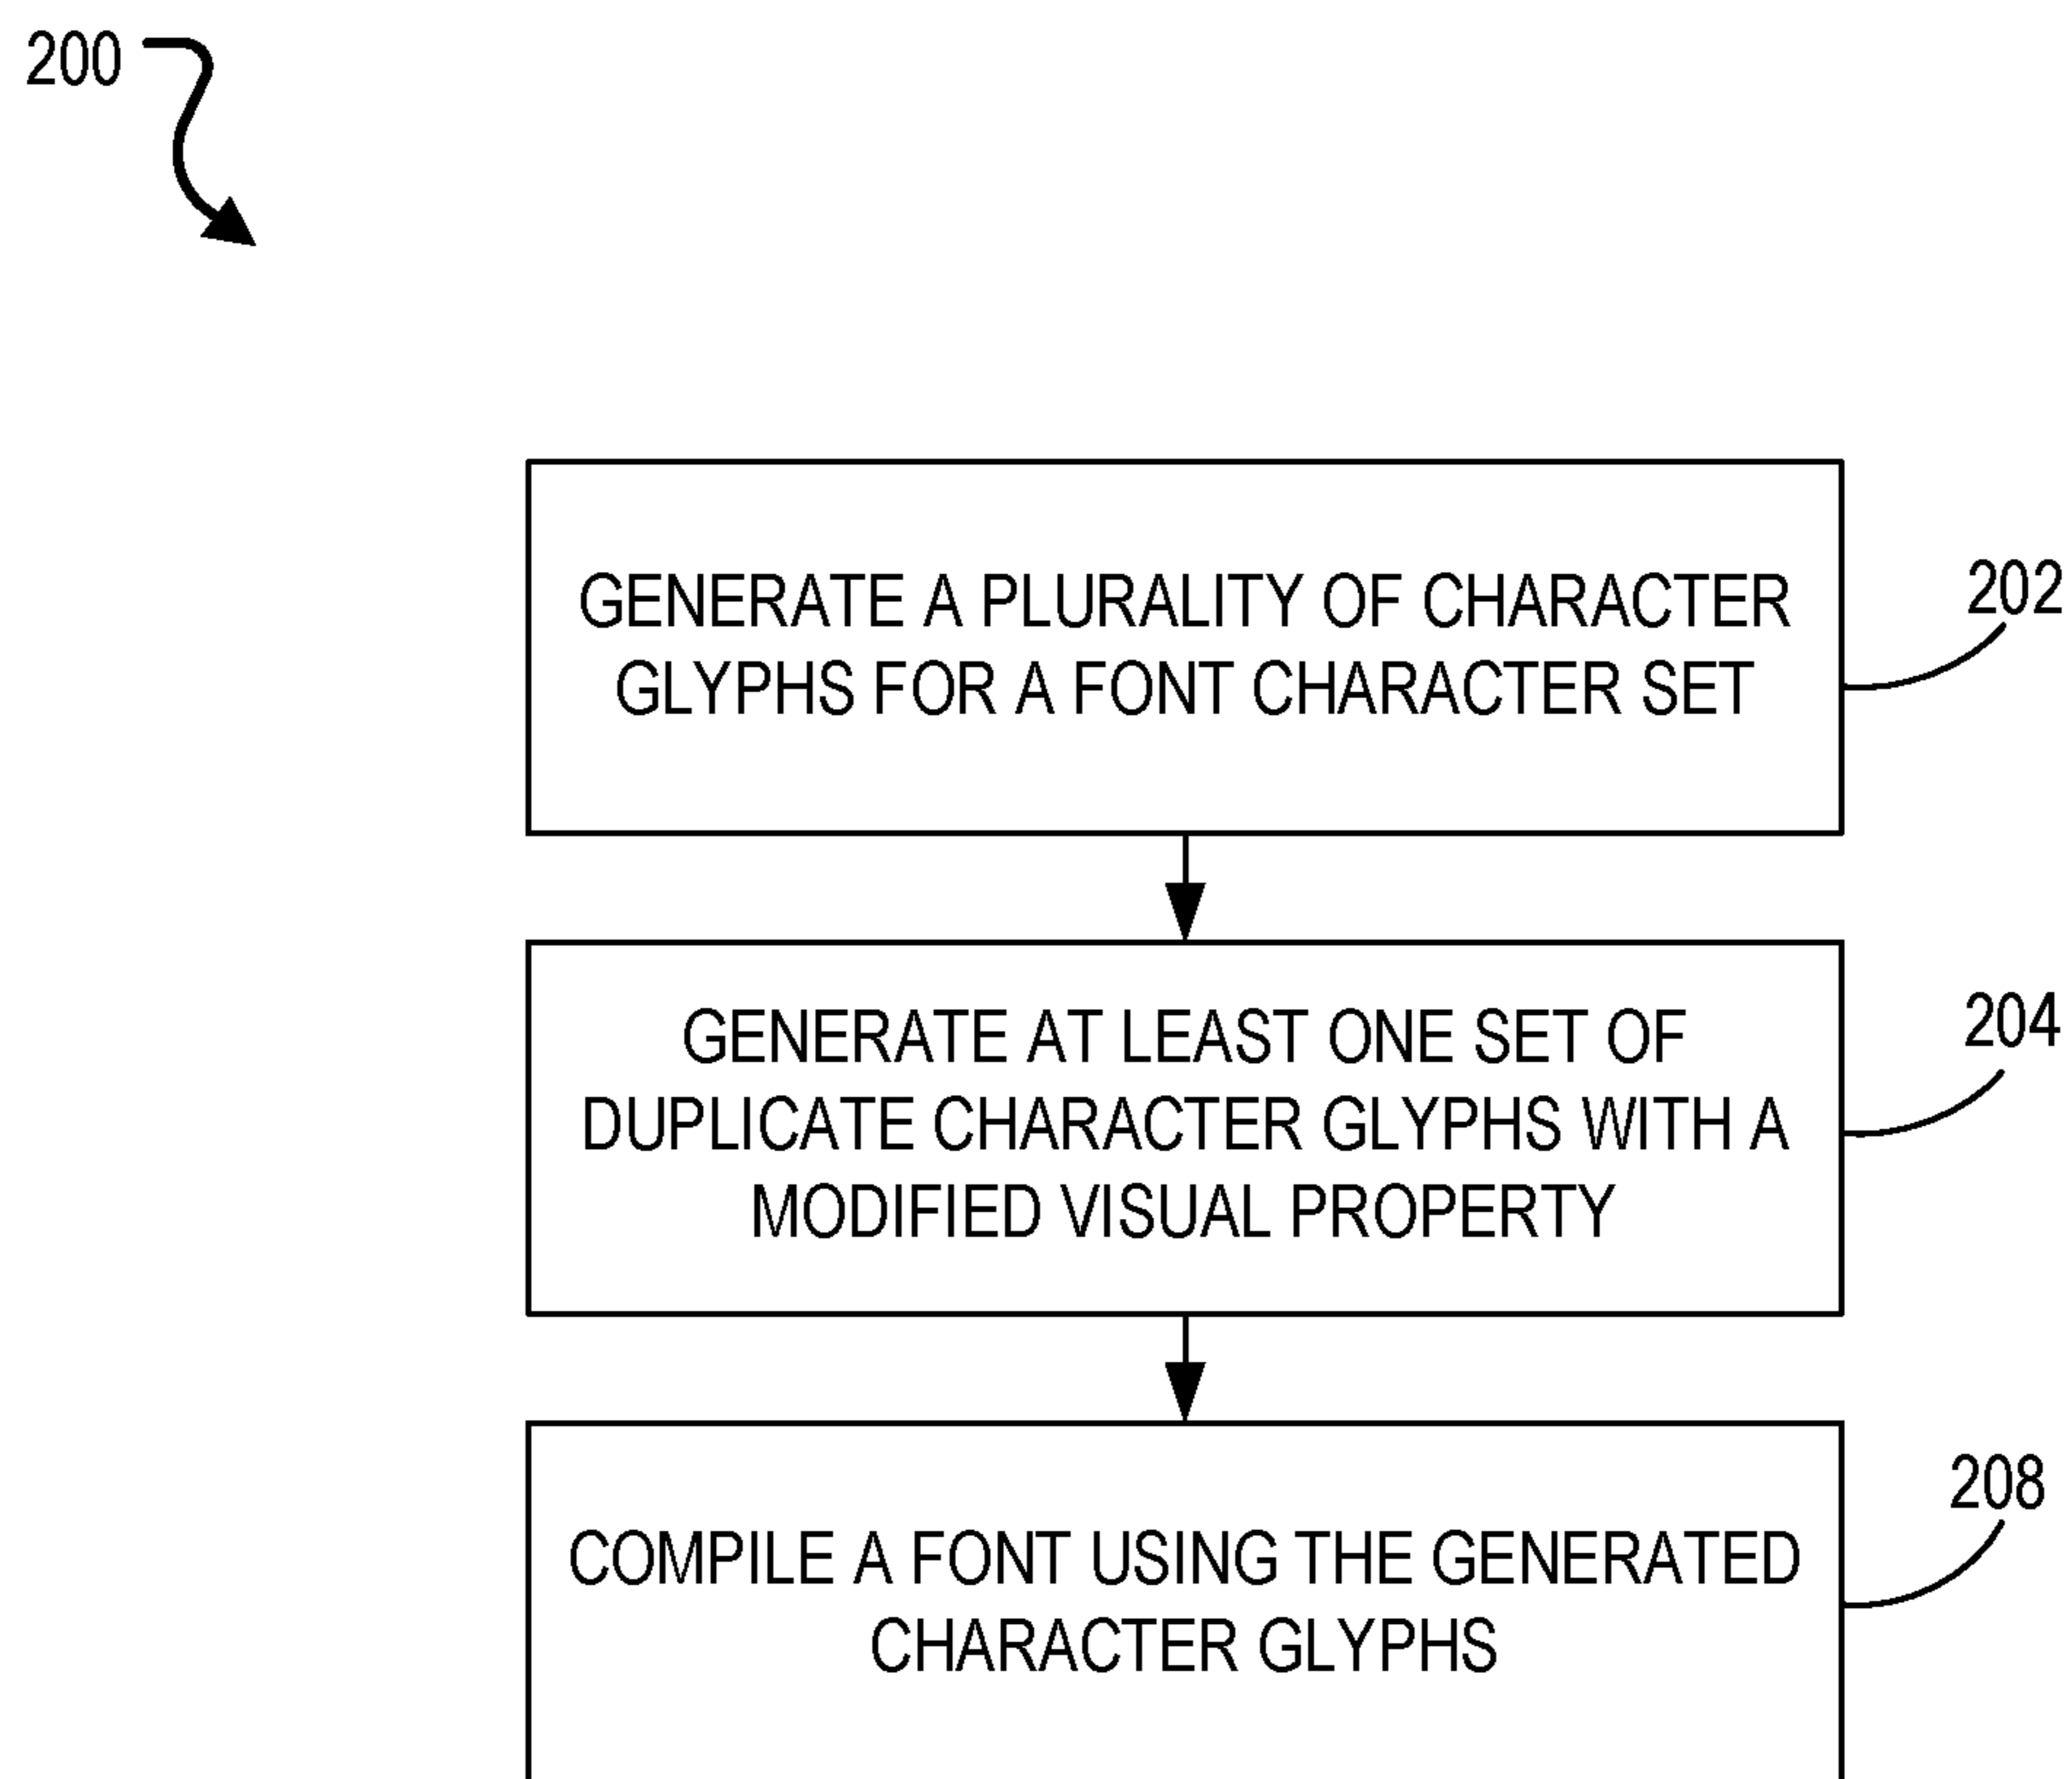 200
GENERATE A PLURALITY OF CHARACTER
GLYPHS FOR A FONT CHARACTER SET
202
GENERATE AT LEAST ONE SET OF
DUPLICATE CHARACTER GLYPHS WITH A
MODIFIED VISUAL PROPERTY
204
COMPILE A FONT USING THE GENERATED
CHARACTER GLYPHS
208